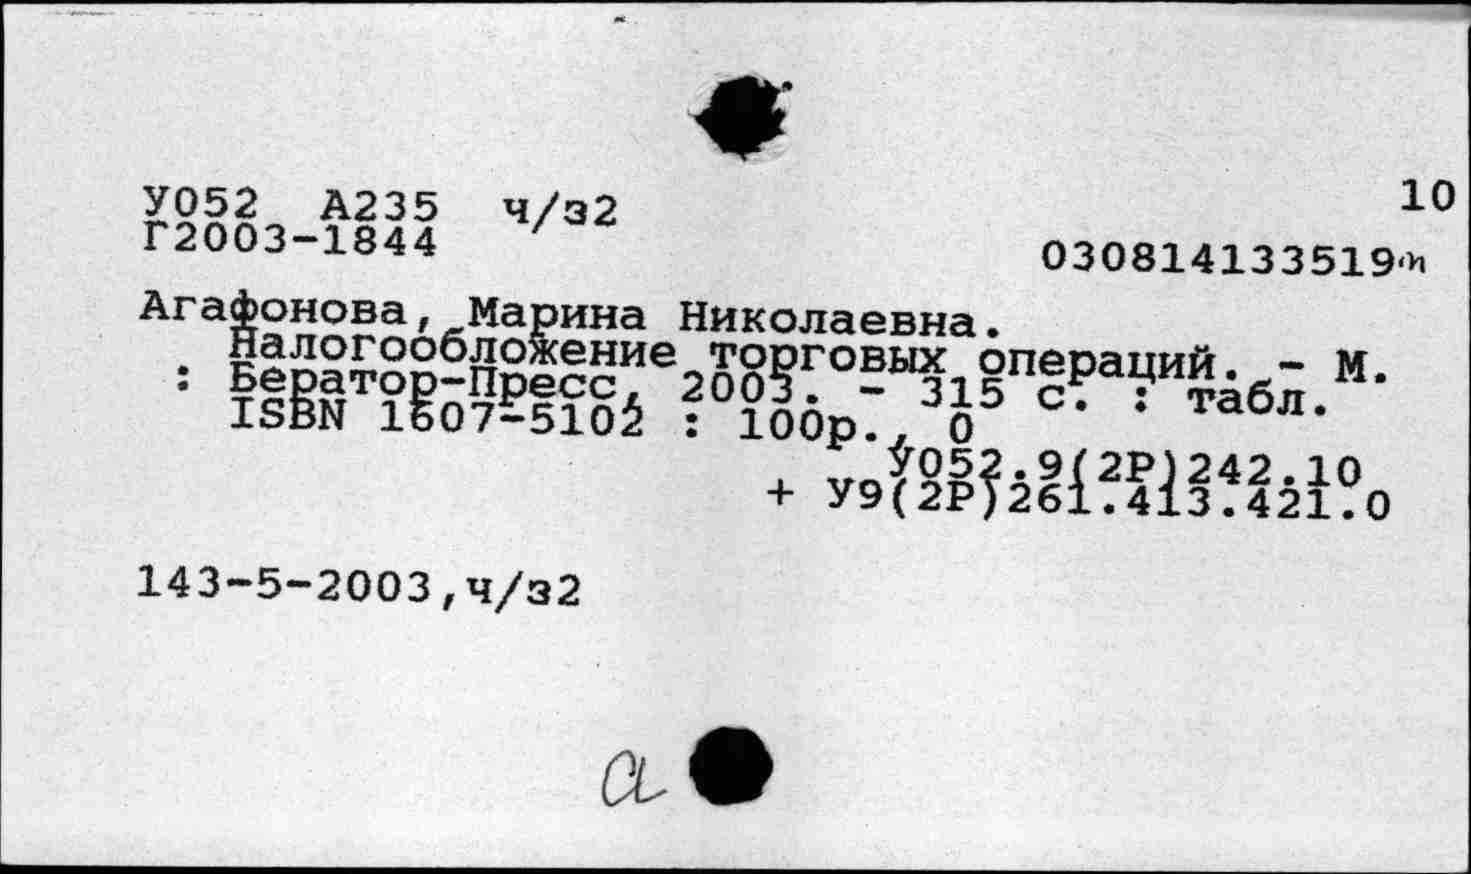 У052 А235 ч/з2
10
Г2003-1844
030814133519
Агафонова, Марина Николаевна.
Налогообложение торговых операций. - М.
: Бератор-Пресс, 2003. - 315 с. : табл.
ISBN 1607-5102 : 100р., 0
У052.9(2Р)242.10
+ У9(2Р)261.413.421.0
143-5-2003,ч/з2
а